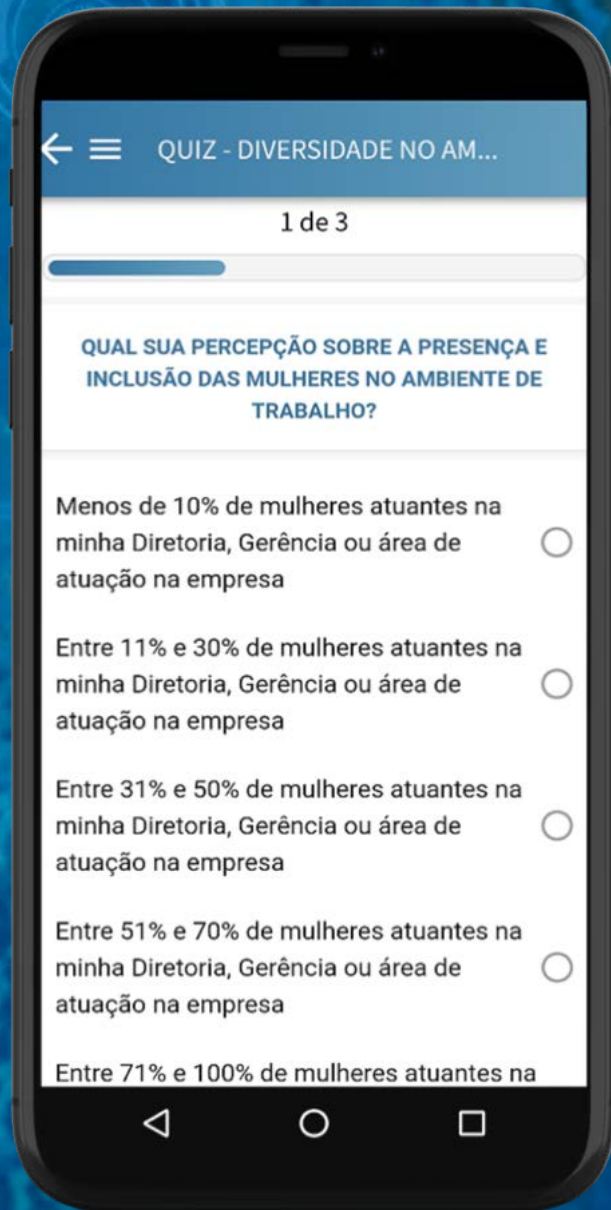 QUIZ - DIVERSIDADE NO AM...
1 de 3
QUAL SUA PERCEPÇÃO SOBRE A PRESENÇA E
INCLUSÃO DAS MULHERES NO AMBIENTE DE
TRABALHO?
Menos de 10% de mulheres atuantes na
minha Diretoria, Gerência ou área de
atuação na empresa
Entre 11% e 30% de mulheres atuantes na
minha Diretoria, Gerência ou área de
atuação na empresa
Entre 31% e 50% de mulheres atuantes na
minha Diretoria, Gerência ou área de
atuação na empresa
Entre 51% e 70% de mulheres atuantes na
minha Diretoria, Gerência ou área de
atuação na empresa
Entre 71% e 100% de mulheres atuantes na